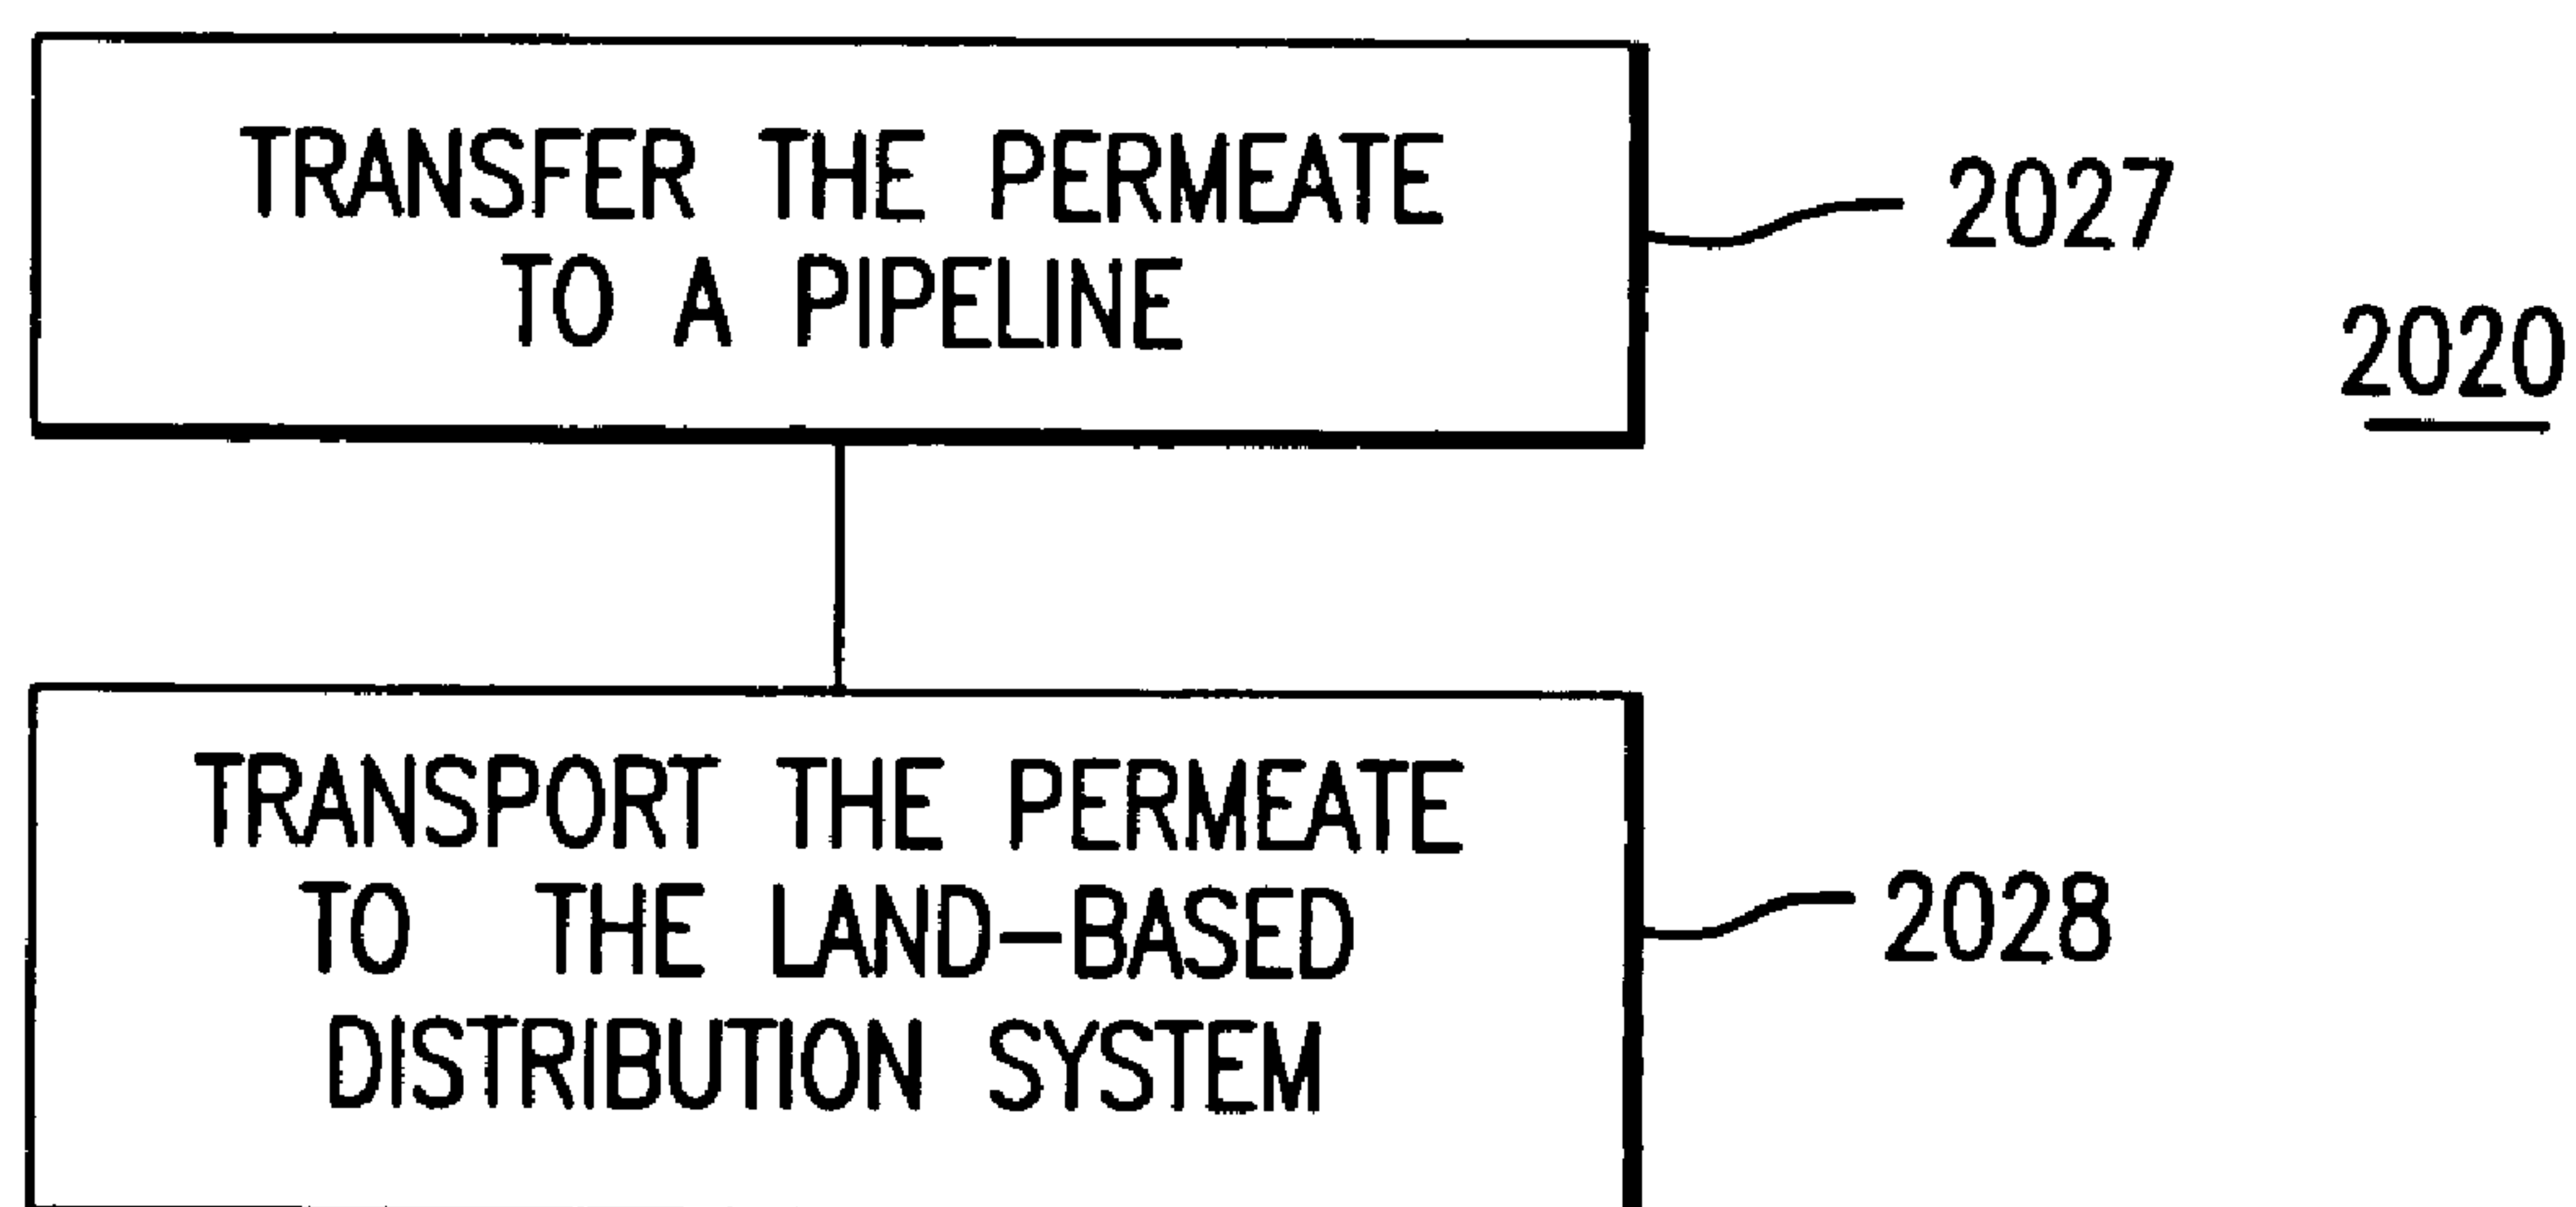 TRANSFER THE PERMEATE
TO A PIPELINE
2027
2020
TRANSPORT THE PERMEATE
TO THE LAND-BASED
DISTRIBUTION SYSTEM
2028